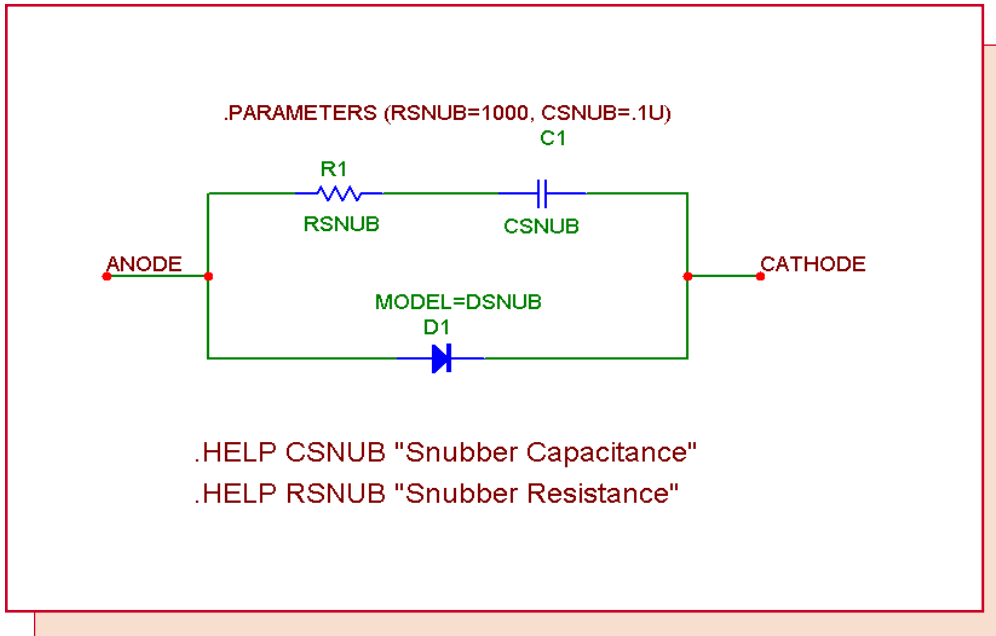 .PARAMETERS (RSNUB=1000, CSNUB=.1U)
C1
R1
RSNUB
CSNUB
ANODE
CATHODE
MODEL=DSNUB
D1
.HELP CSNUB "Snubber Capacitance"
.HELP RSNUB "Snubber Resistance"